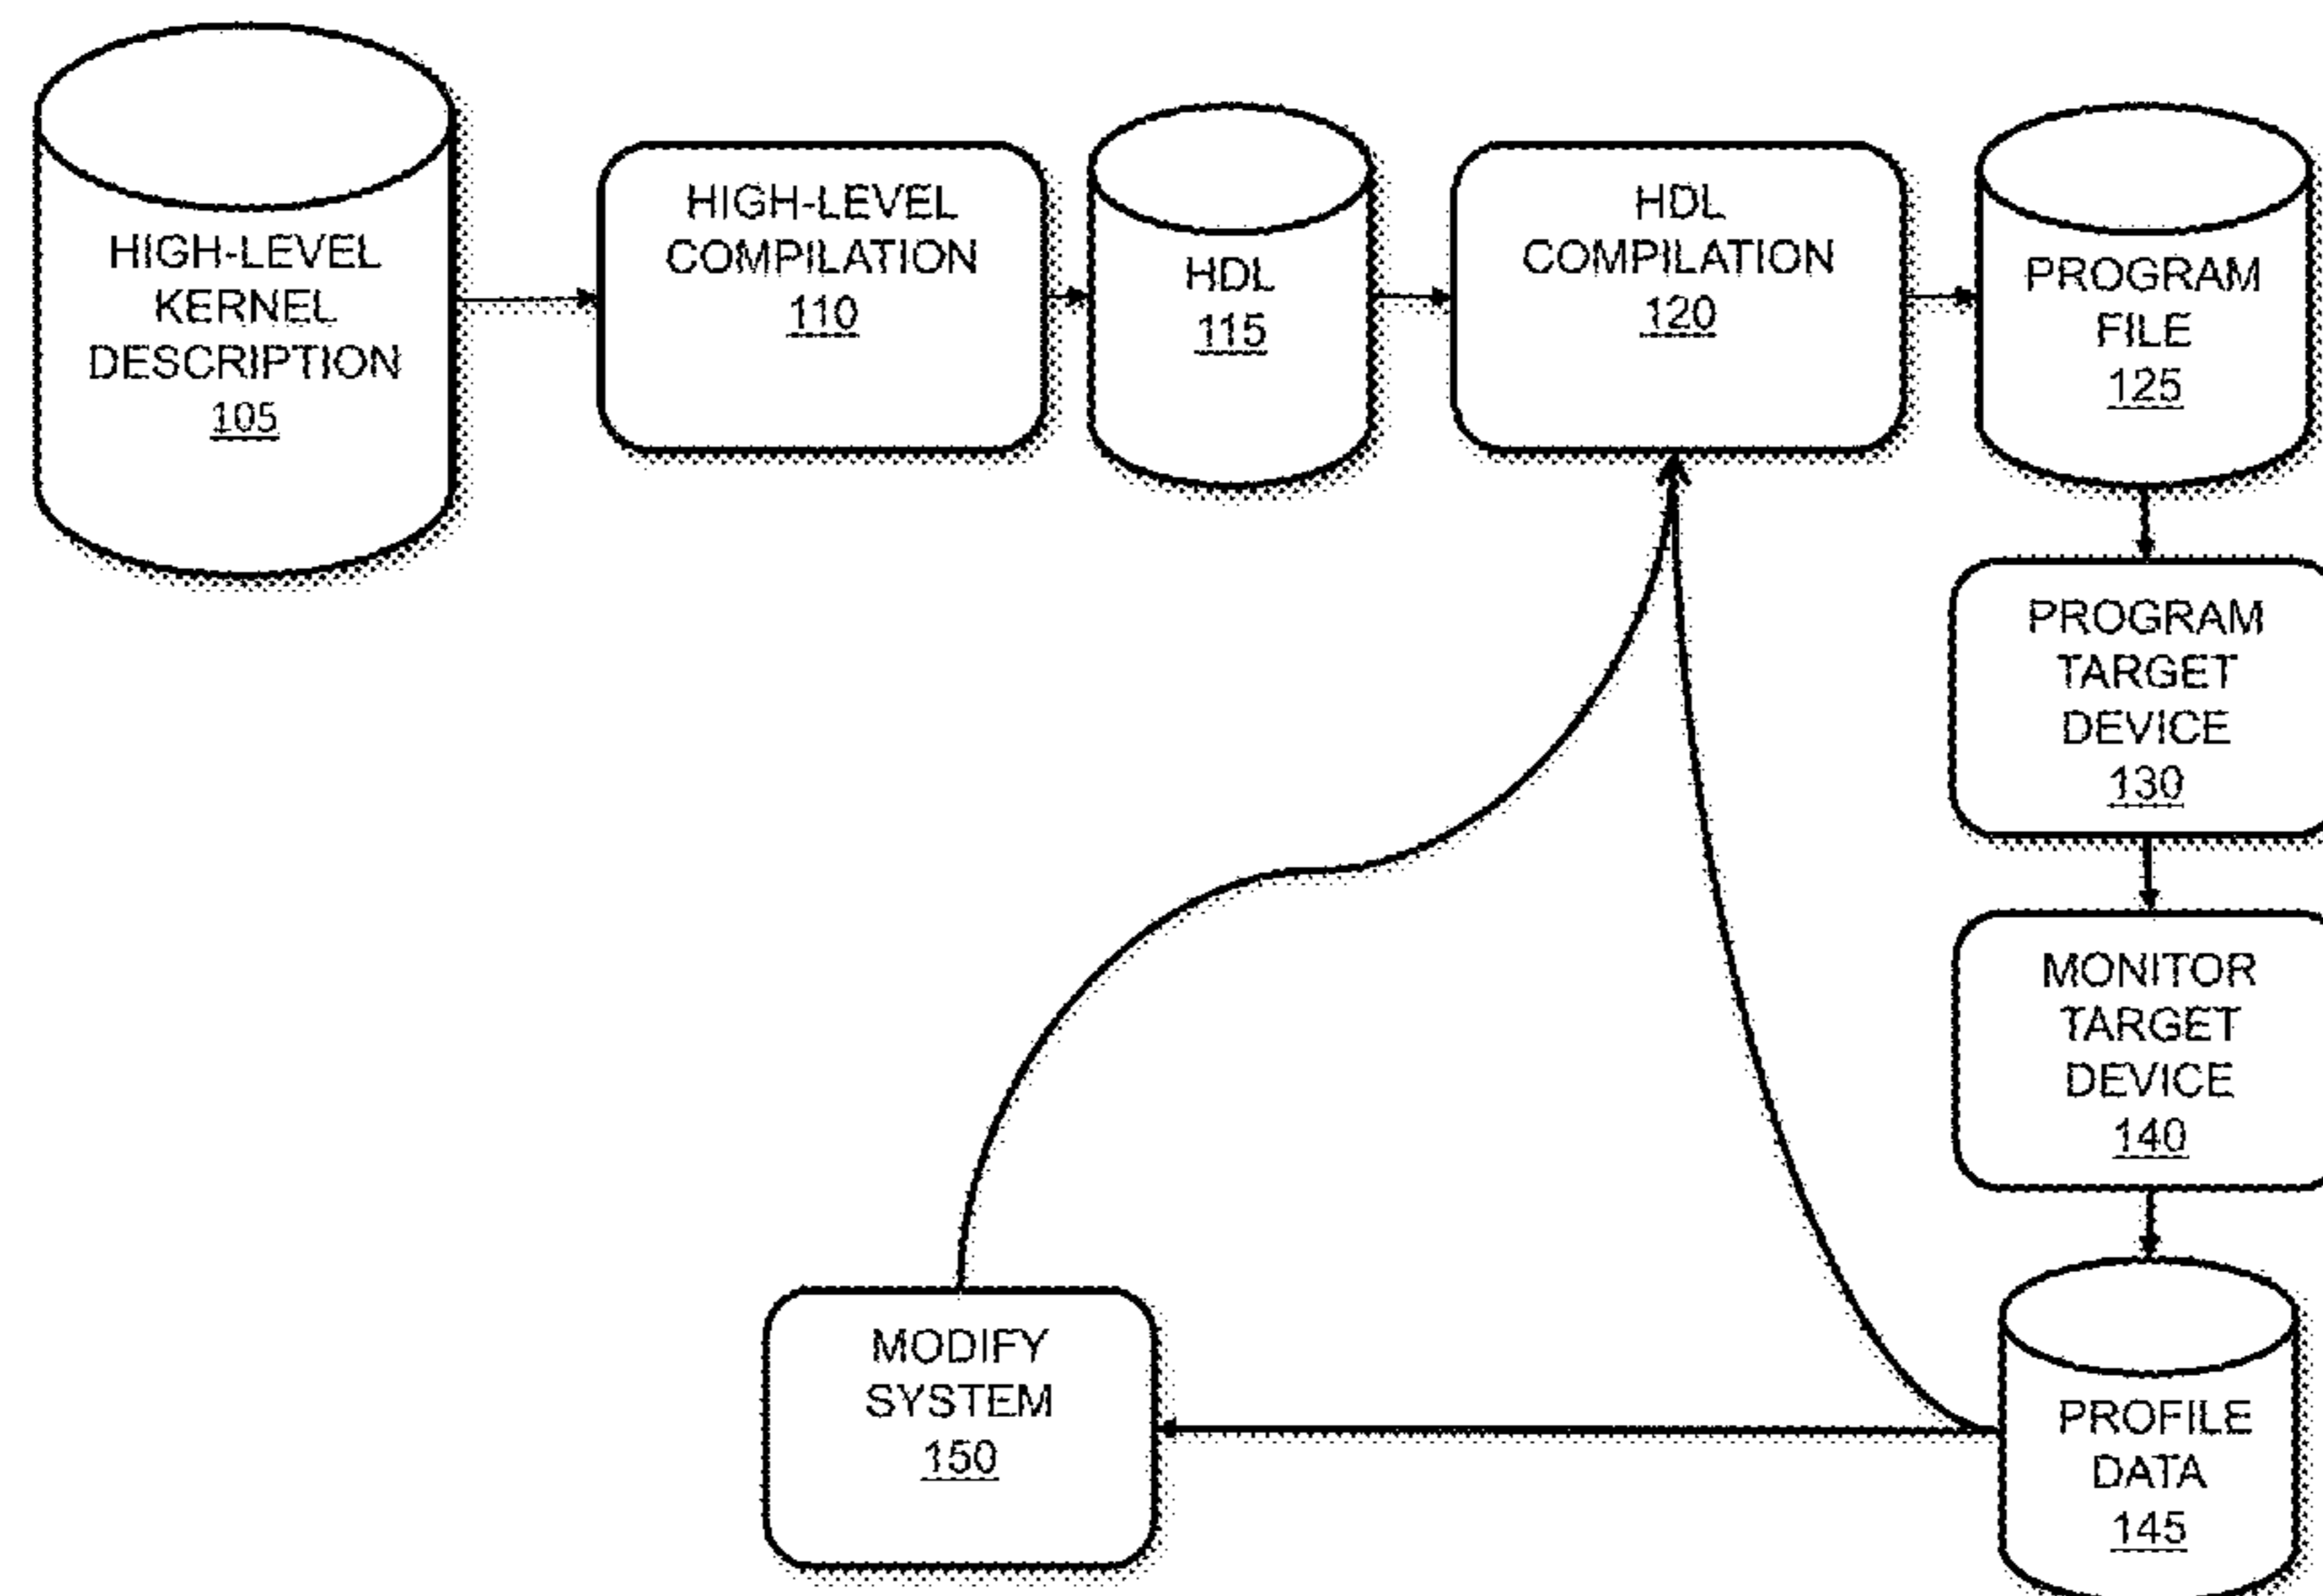 HIGH-LEVEL
KERNEL
DESCRIPTION
105
HIGH-LEVEL
COMPILATION
110
HDL
115
HDL
COMPILATION
120
PROGRAM
FILE
125
PROGRAM
TARGET
DEVICE
130
MONITOR
TARGET
DEVICE
140
MODIFY
SYSTEM
150
PROFILE
DATA
145